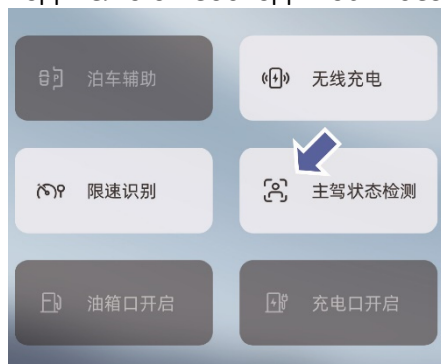 泊车辅助
无线充电
限速识别
主驾状态检测
油箱口开启
充电口开启